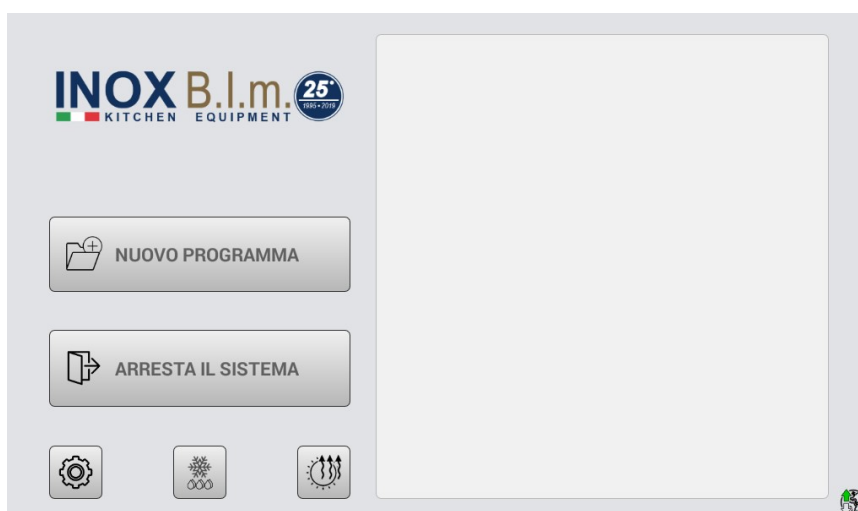 INOX B.I.m. 25°
1995 • 2019
KITCHEN EQUIPMENT
NUOVO PROGRAMMA
ARRESTA IL SISTEMA